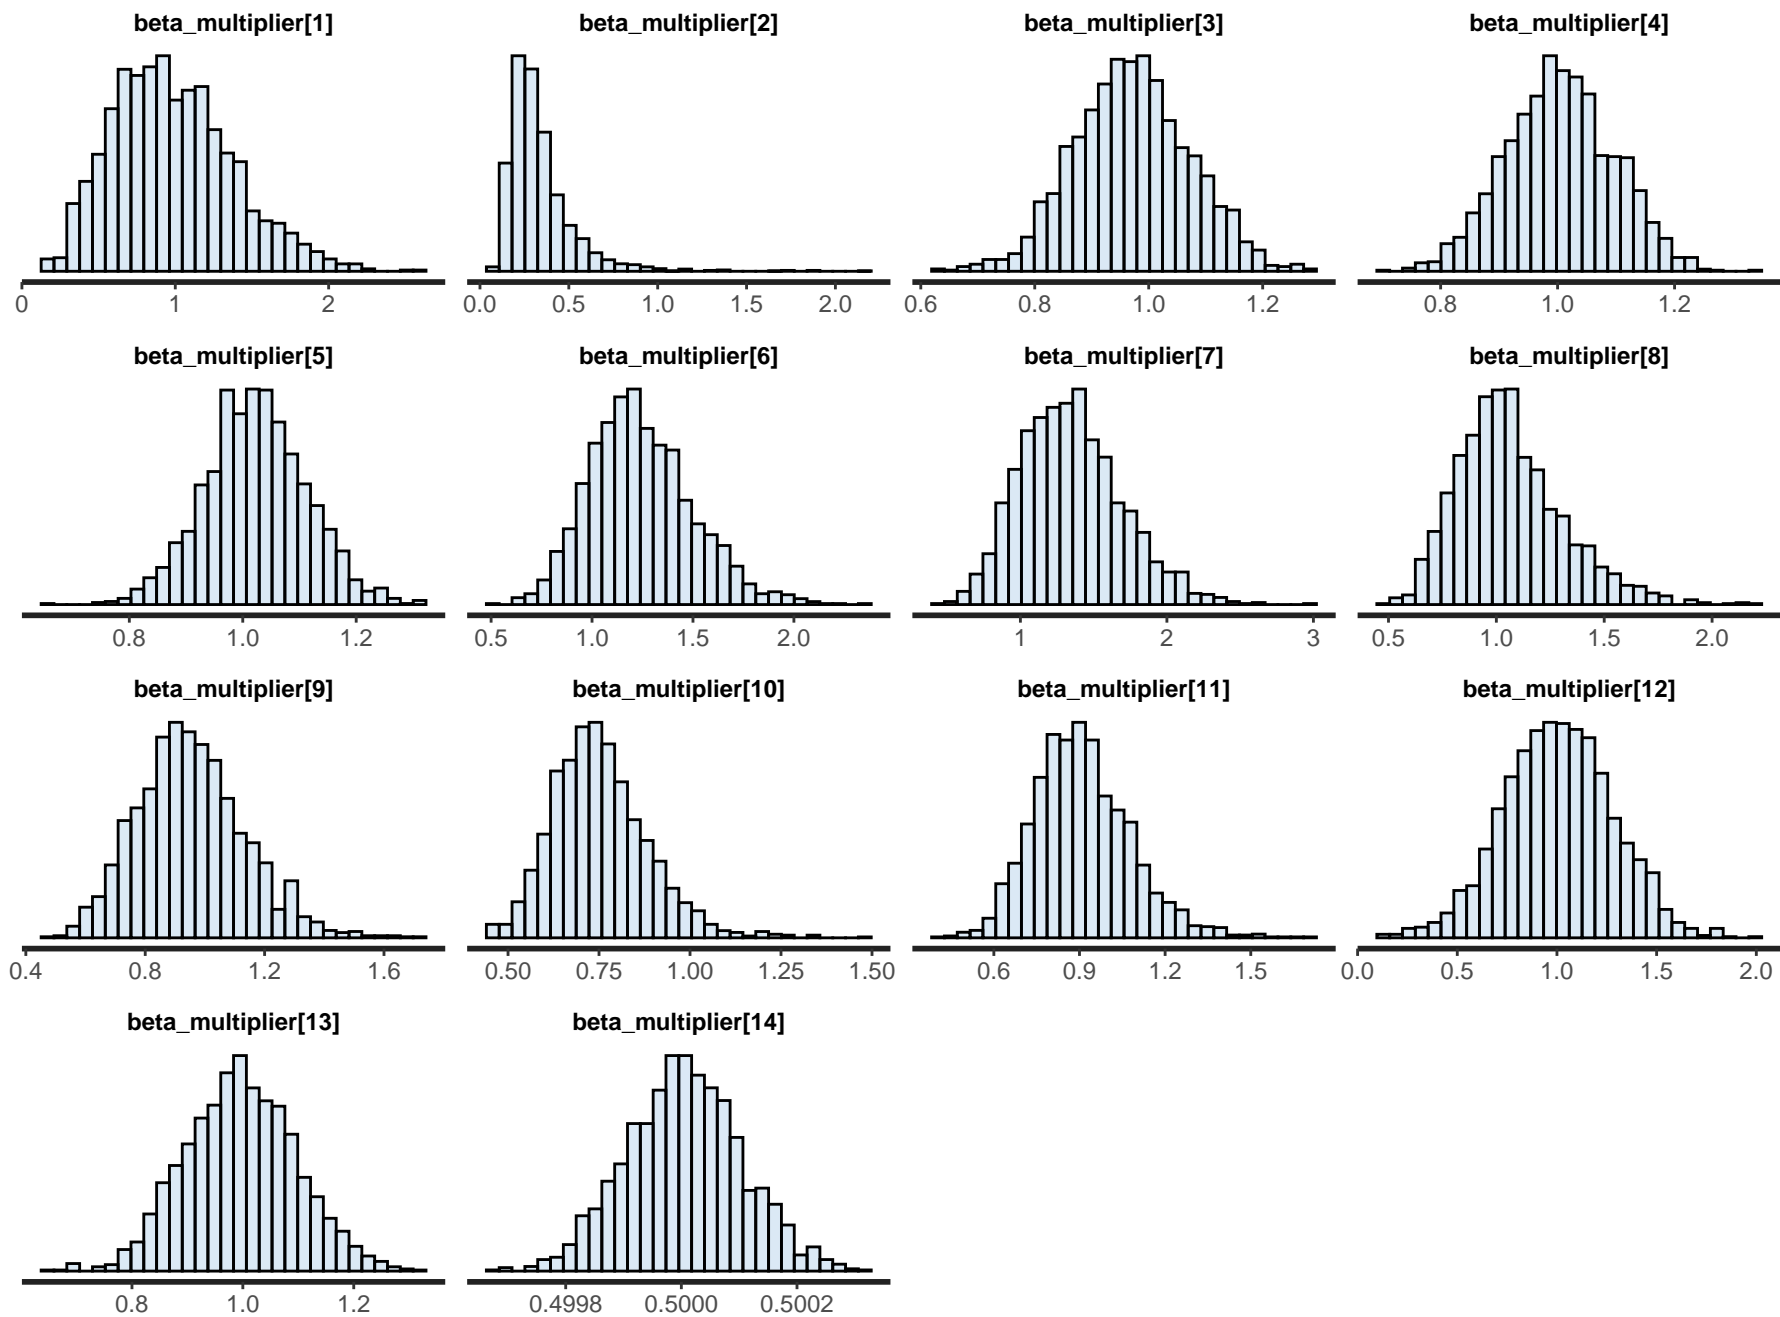 beta_multiplier[1] beta_multiplier[2] beta_multiplier[3] beta_multiplier[4]
0 1 2 0.0 0.5 1.0 1.5 2.0 0.6 0.8 1.0 1.2 0.8 1.0 1.2
beta_multiplier[5] beta_multiplier[6] beta_multiplier[7] beta_multiplier[8]
0.8 1.0 1.2 0.5 1.0 1.5 2.0 1 2 3 0.5 1.0 1.5 2.0
beta_multiplier[9] beta_multiplier[10] beta_multiplier[11] beta_multiplier[12]
0.4 0.8 1.2 1.6 0.50 0.75 1.00 1.25 1.50 0.6 0.9 1.2 1.5 0.0 0.5 1.0 1.5 2.0
beta_multiplier[13] beta_multiplier[14]
0.8 1.0 1.2 0.4998 0.5000 0.5002